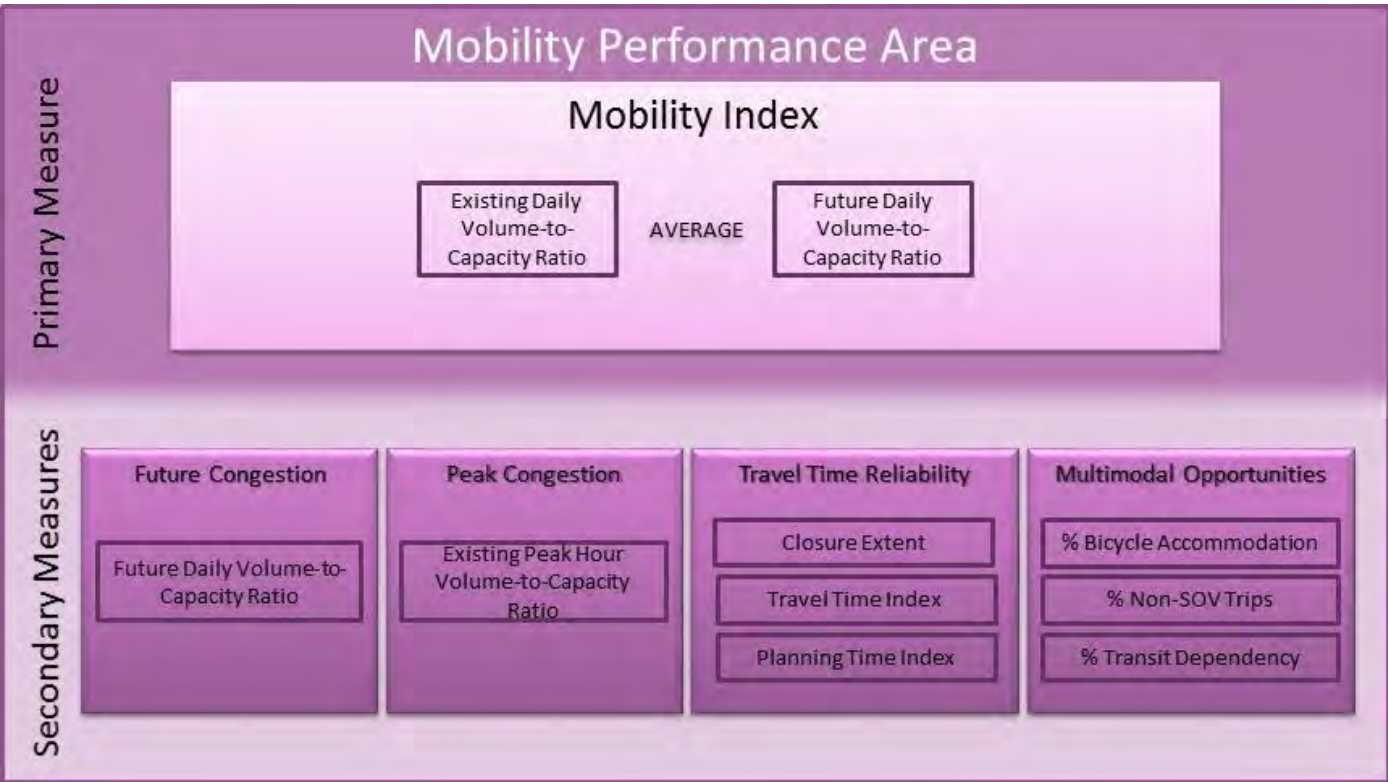 Mobility Performance Area
Primary Measure
Mobility Index
Existing Daily
Volume-to-
Capacity Ratio
AVERAGE
Future Daily
Volume-to-
Capacity Ratio
Secondary Measures
Future Congestion
Future Daily Volume-to-
Capacity Ratio
Peak Congestion
Existing Peak Hour
Volume-to-Capacity
Ratio
Travel Time Reliability
Closure Extent
Travel Time Index
Planning Time Index
Multimodal Opportunities
% Bicycle Accommodation
% Non-SOV Trips
% Transit Dependency